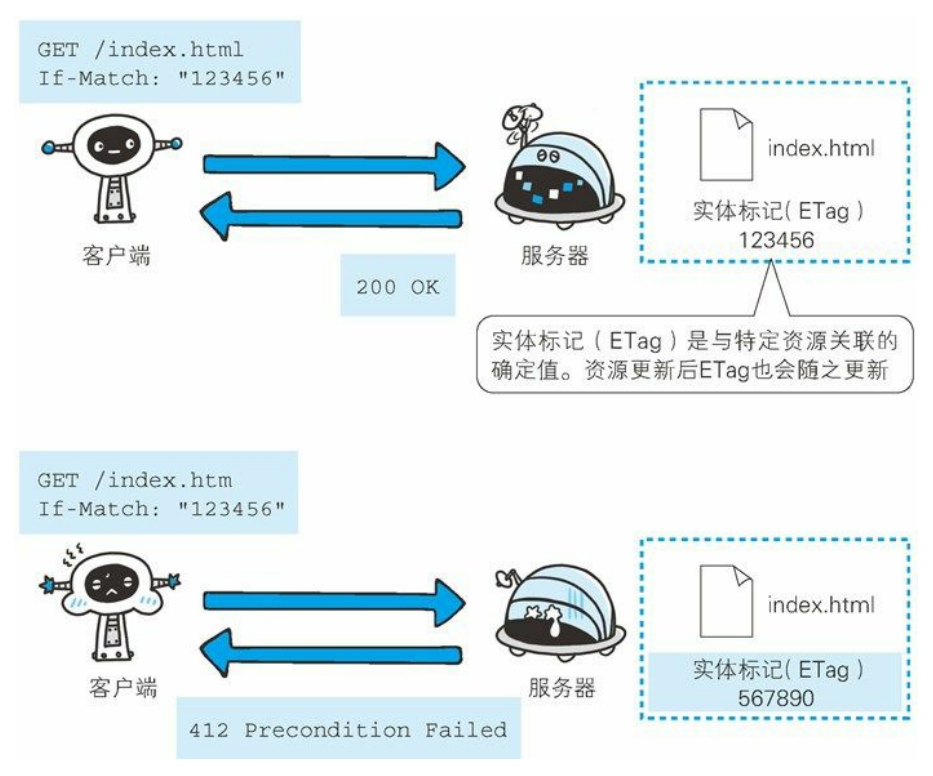 GET /index.html
If-Match: "123456"
index.html
实体标记( ETag )
123456
客户端
服务器
200 OK
实体标记（ETag）是与特定资源关联的
确定值。资源更新后ETag也会随之更新
GET /index.htm
If-Match: "123456"
index.html
实体标记( ETag )
567890
客户端
服务器
412 Precondition Failed